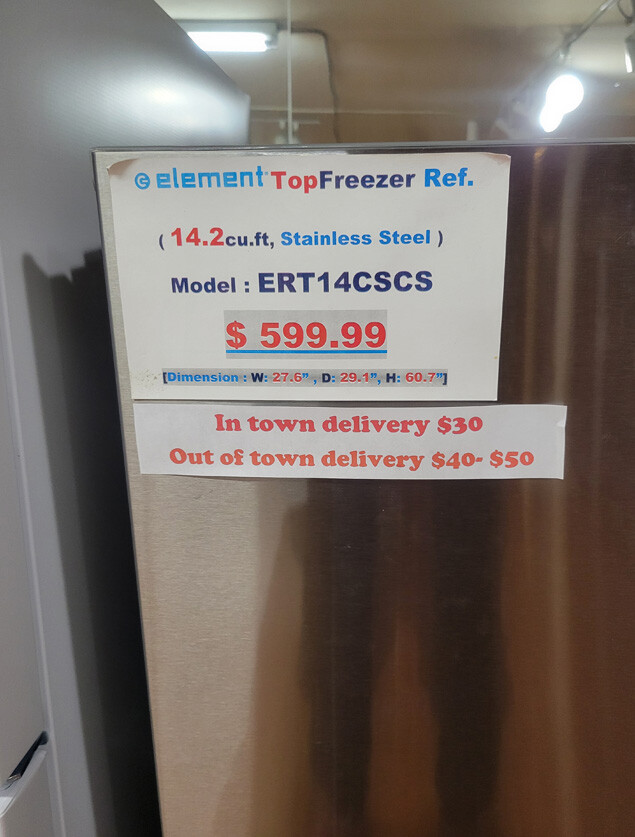 element TopFreezer Ref.
( 14.2cu.ft, Stainless Steel )
Model : ERT14CSCS
$ 599.99
[Dimension : W: 27.6” , D: 29.1”, H: 60.7”]
In town delivery $30
Out of town delivery $40- $50